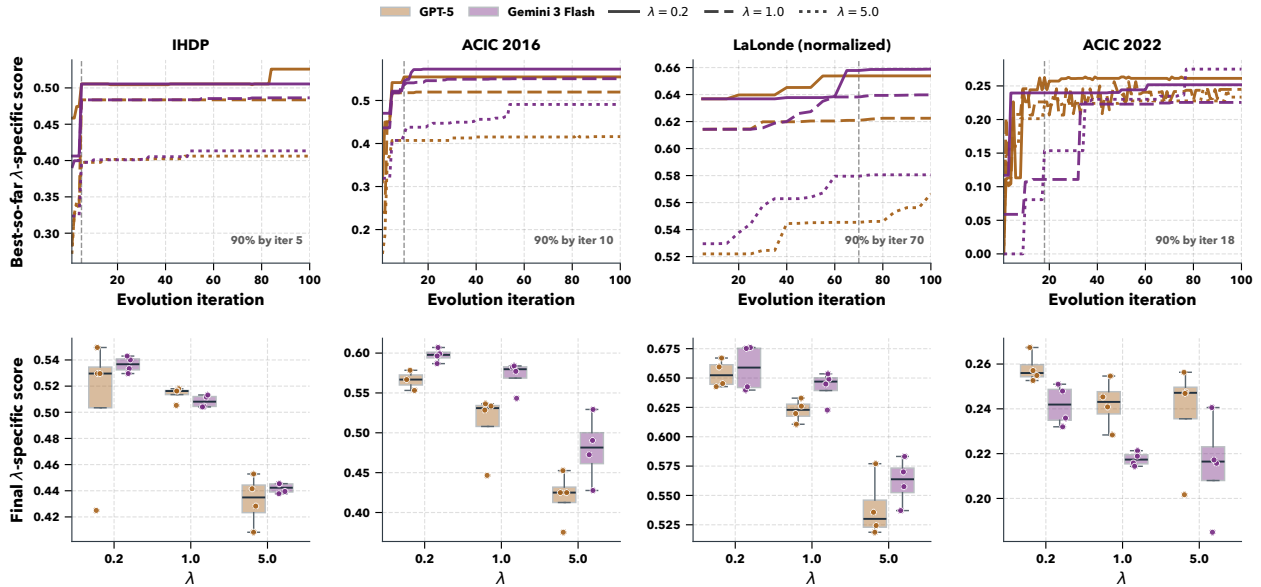 GPT-5 Gemini 3 Flash λ = 0.2 λ = 1.0 λ = 5.0
IHDP
ACIC 2016
LaLonde (normalized)
ACIC 2022
Best-so-far λ-specific score
0.50
0.45
0.40
0.35
0.30
90% by iter 5
20 40 60 80 100
Evolution iteration
0.5
0.4
0.3
0.2
90% by iter 10
20 40 60 80 100
Evolution iteration
0.66
0.64
0.62
0.60
0.58
0.56
0.54
0.52
90% by iter 70
20 40 60 80 100
Evolution iteration
0.25
0.20
0.15
0.10
0.05
0.00
90% by iter 18
20 40 60 80 100
Evolution iteration
Final λ-specific score
0.54
0.52
0.50
0.48
0.46
0.44
0.42
0.2 1.0 5.0
λ
0.60
0.55
0.50
0.45
0.40
0.2 1.0 5.0
λ
0.675
0.650
0.625
0.600
0.575
0.550
0.525
0.2 1.0 5.0
λ
0.26
0.24
0.22
0.20
0.2 1.0 5.0
λ